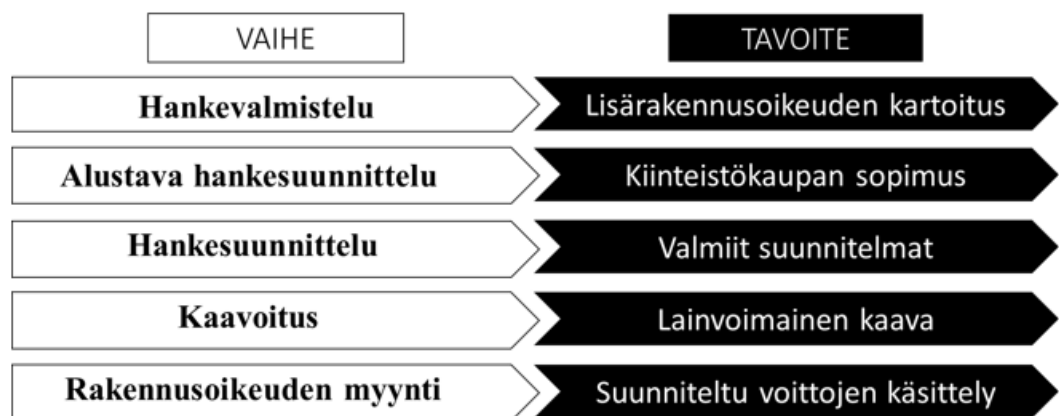 VAIHE TAVOITE
Hankevalmistelu Lisärakennusoikeuden kartoitus
Alustava hankesuunnittelu Kiinteistökaupan sopimus
Hankesuunnittelu Valmiit suunnitelmat
Kaavoitus Lainvoimainen kaava
Rakennusoikeuden myynti Suunniteltu voittojen käsittely